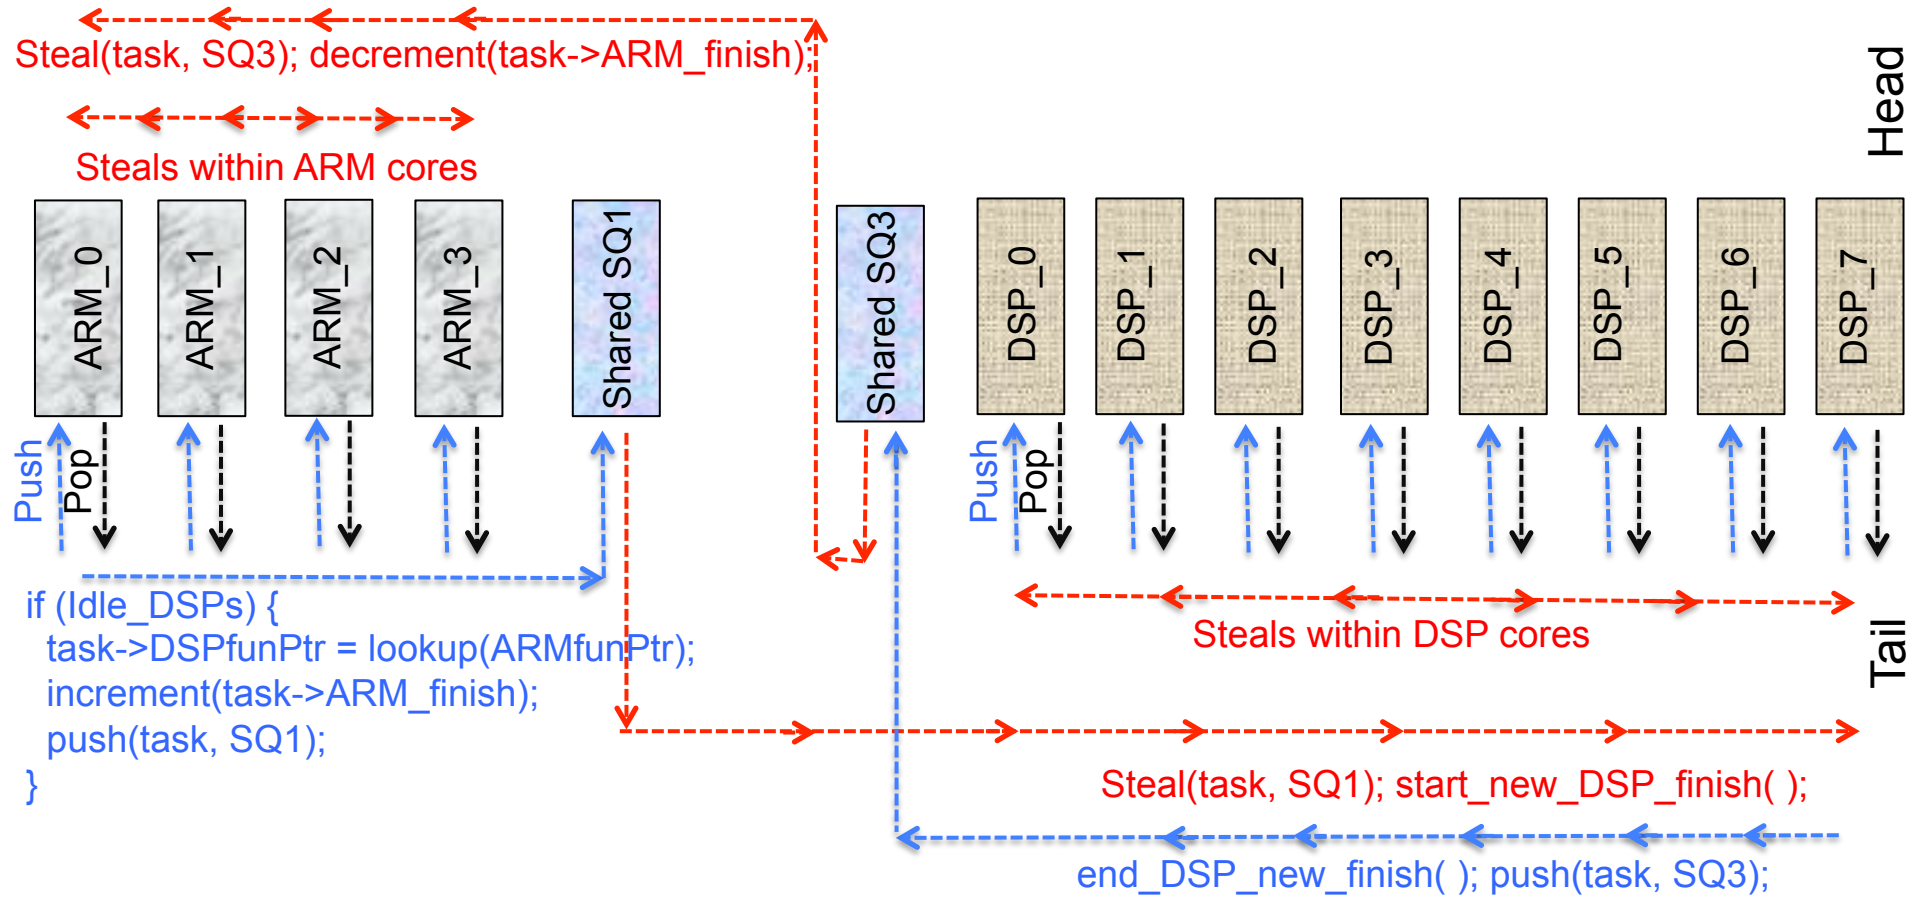 Steal(task, SQ3); decrement(task->ARM_finish);
Steals within ARM cores
Head
ARM_0
ARM_1
ARM_2
ARM_3
Shared SQ1
Shared SQ3
DSP_0
DSP_1
DSP_2
DSP_3
DSP_4
DSP_5
DSP_6
DSP_7
Push
Pop
Push
Pop
if (Idle_DSPs) {
task->DSPfunPtr = lookup(ARMfunPtr);
increment(task->ARM_finish);
push(task, SQ1);
}
Steals within DSP cores
Tail
Steal(task, SQ1); start_new_DSP_finish( );
end_DSP_new_finish( ); push(task, SQ3);